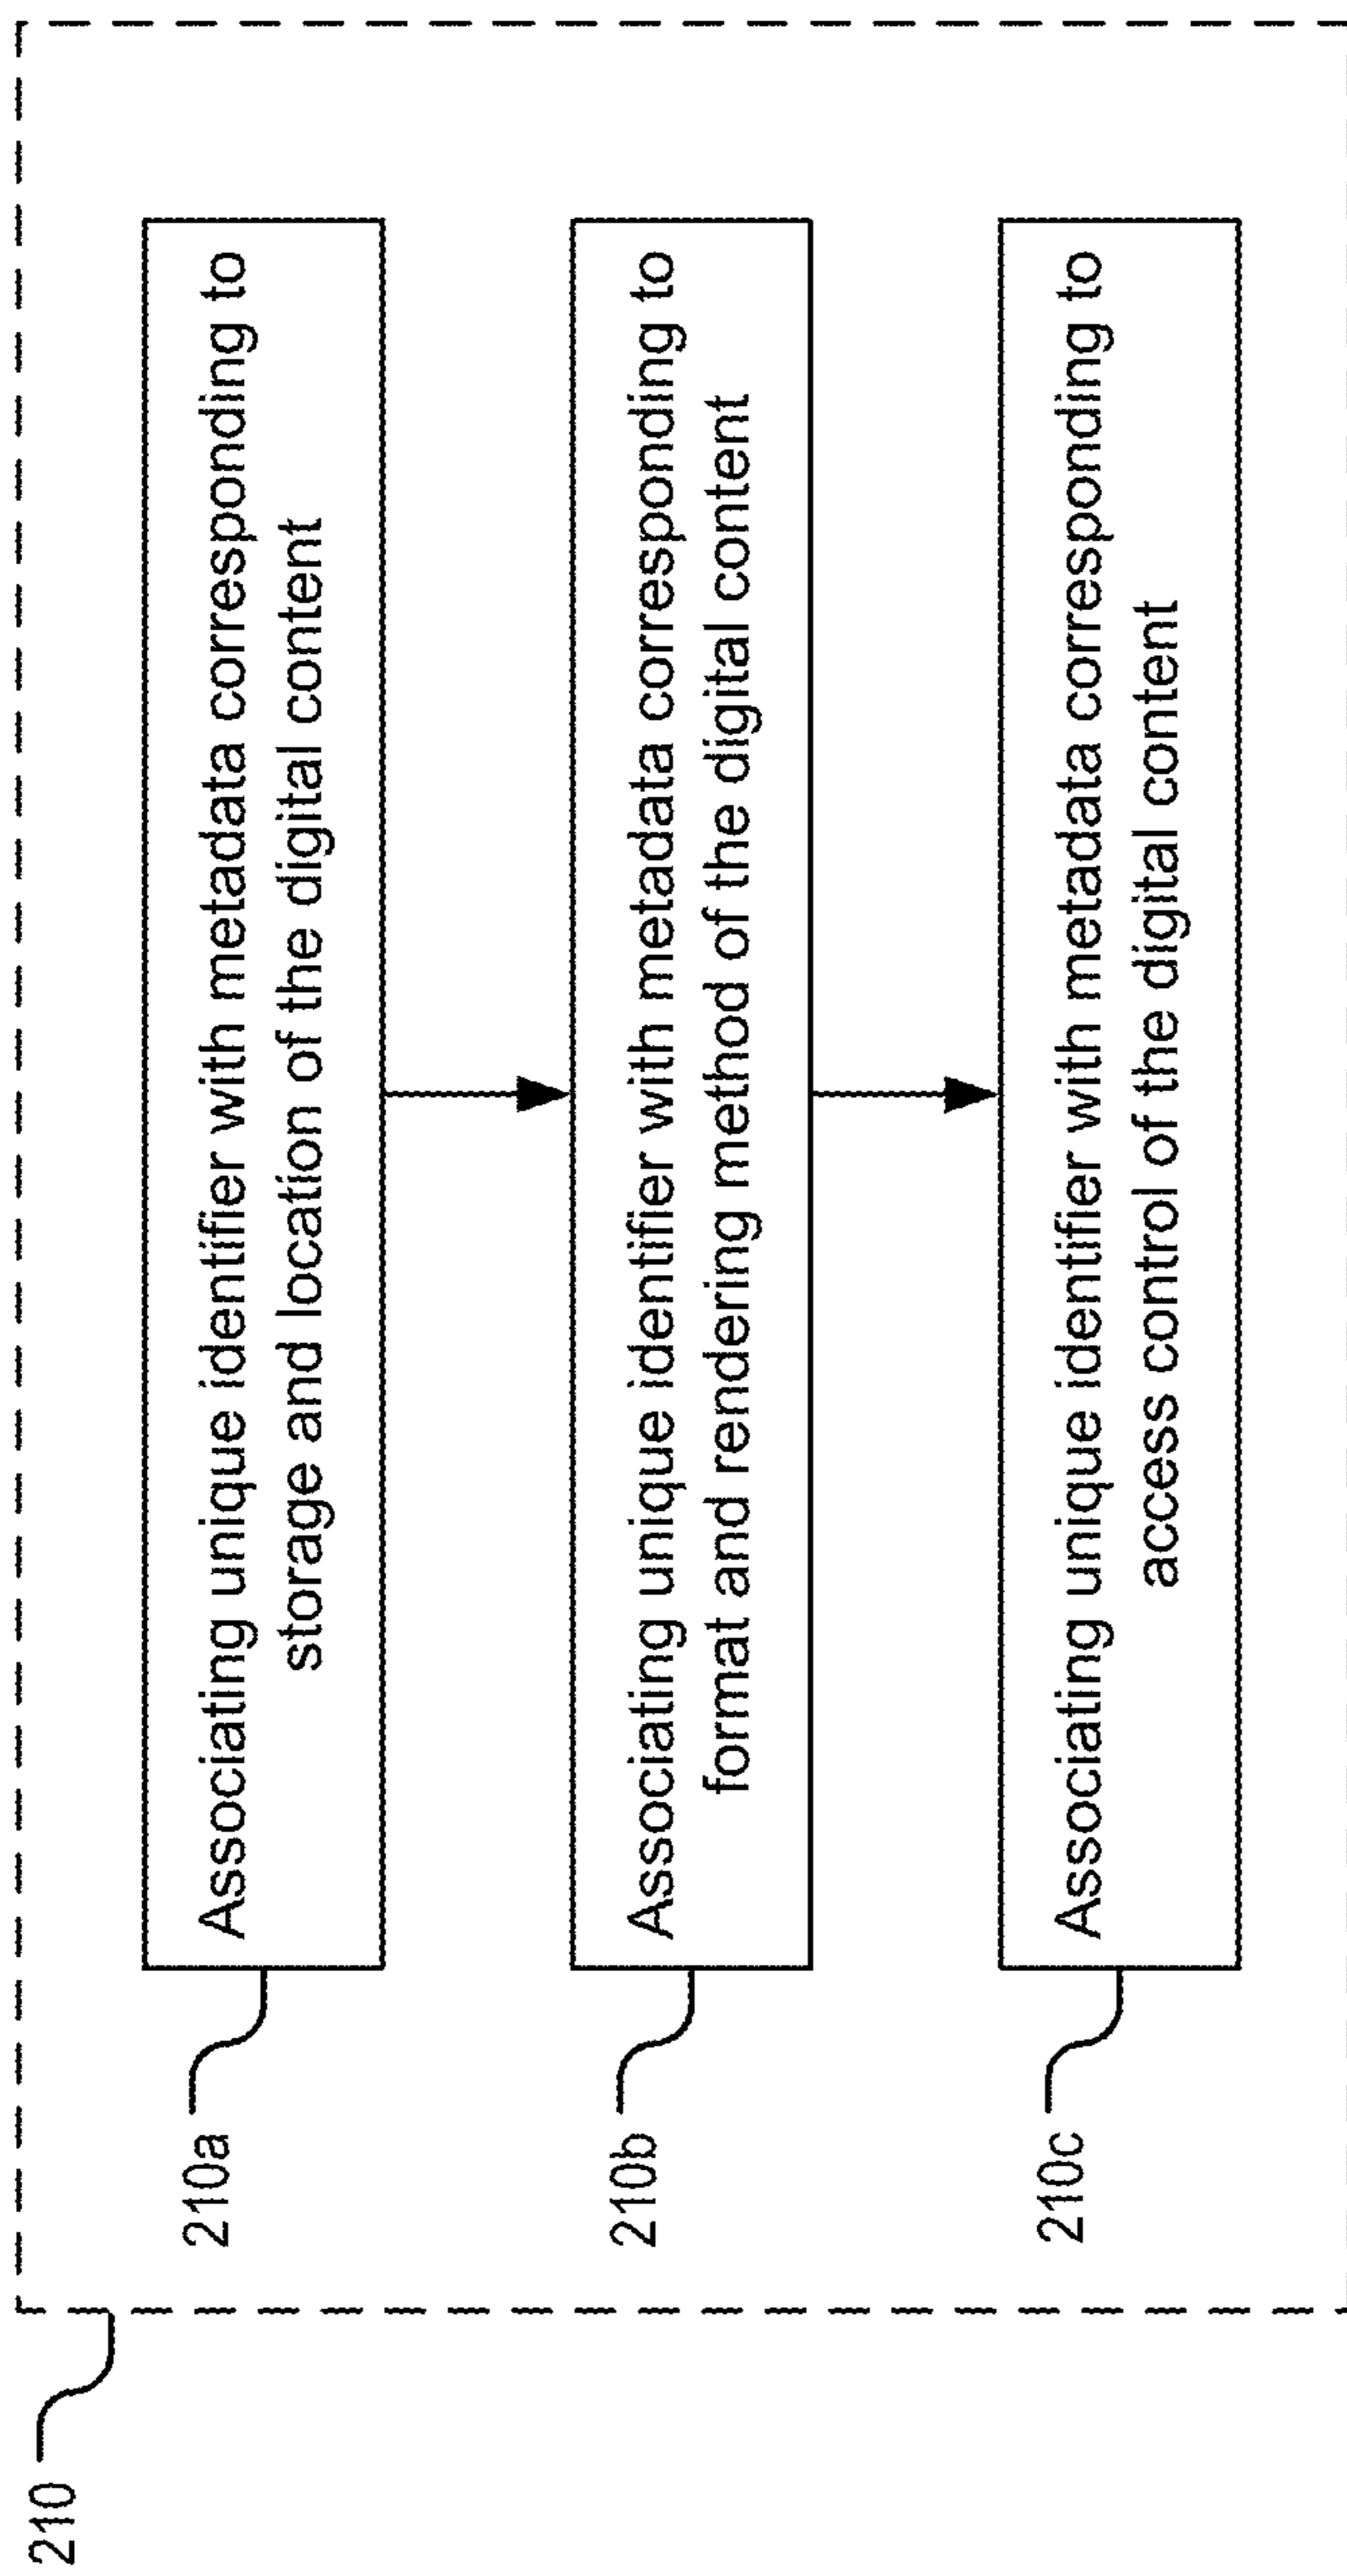 210
210a
Associating unique identifier with metadata corresponding to
storage and location of the digital content
210b
Associating unique identifier with metadata corresponding to
format and rendering method of the digital content
210c
Associating unique identifier with metadata corresponding to
access control of the digital content